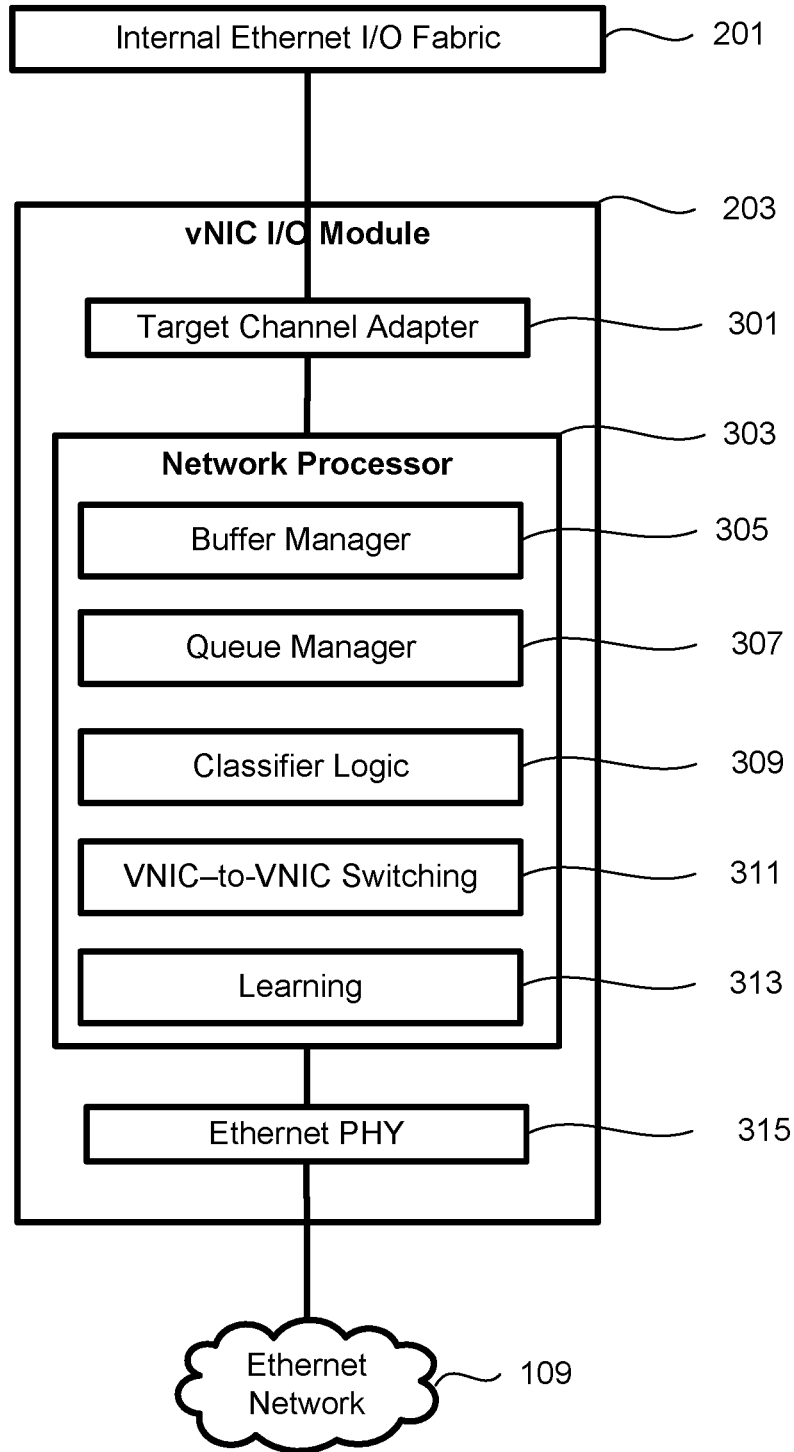 Internal Ethernet I/O Fabric
201
203
vNIC I/O Module
Target Channel Adapter
301
303
Network Processor
Buffer Manager
305
Queue Manager
307
Classifier Logic
309
VNIC–to-VNIC Switching
311
Learning
313
Ethernet PHY
315
Ethernet
Network
109